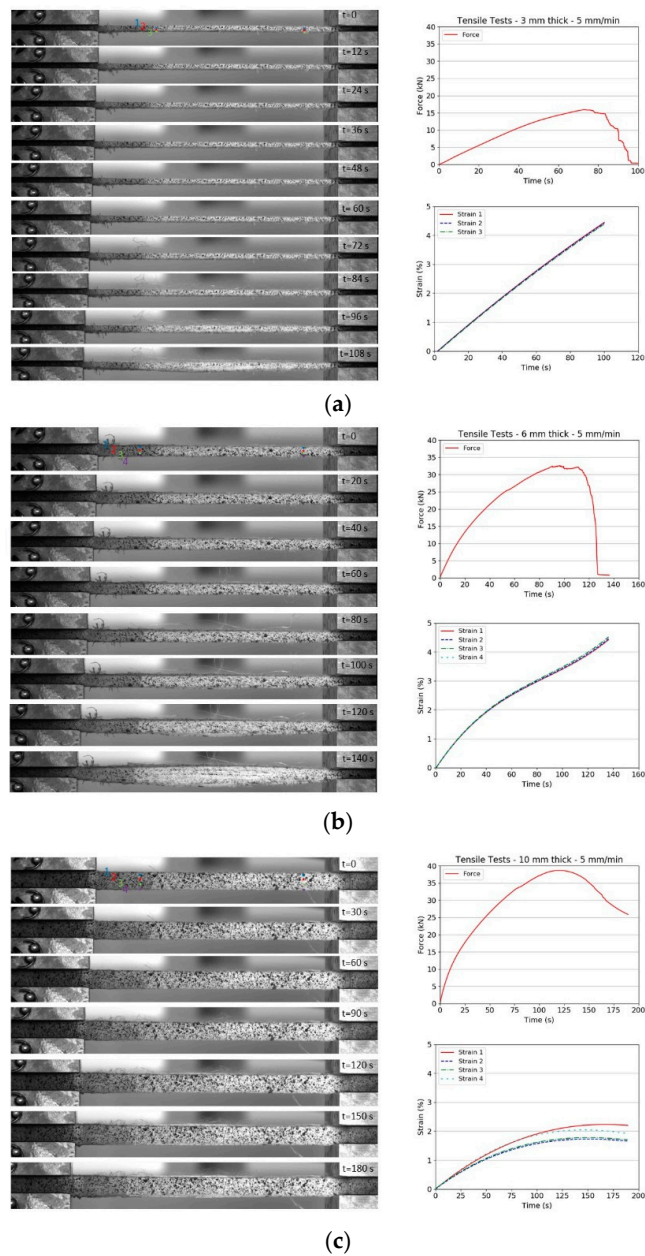 t=0
t=12 s
t=24 s
t=36 s
t=48 s
t= 60 s
t=72 s
t=84 s
t=96 s
t=108 s
1
Tensile Tests - 3 mm thick - 5 mm/min
Force
Force (kN)
40
35
30
25
20
15
10
5
0
0 20 40 60 80 100
Time (s)
Strain 1
Strain 2
Strain 3
Strain (%)
5
4
3
2
1
0
0 20 40 60 80 100 120
Time (s)
(a)
t=0
t=20 s
t=40 s
t=60 s
t=80 s
t=100 s
t=120 s
t=140 s
Tensile Tests - 6 mm thick - 5 mm/min
Force
Force (kN)
40
35
30
25
20
15
10
5
0
0 20 40 60 80 100 120 140 160
Time (s)
Strain 1
Strain 2
Strain 3
Strain 4
Strain (%)
5
4
3
2
1
0
0 20 40 60 80 100 120 140 160
Time (s)
(b)
t=0
t=30 s
t=60 s
t=90 s
t=120 s
t=150 s
t=180 s
Tensile Tests - 10 mm thick - 5 mm/min
Force
Force (kN)
40
35
30
25
20
15
10
5
0
0 25 50 75 100 125 150 175 200
Time (s)
Strain 1
Strain 2
Strain 3
Strain 4
Strain (%)
5
4
3
2
1
0
0 25 50 75 100 125 150 175 200
Time (s)
(c)